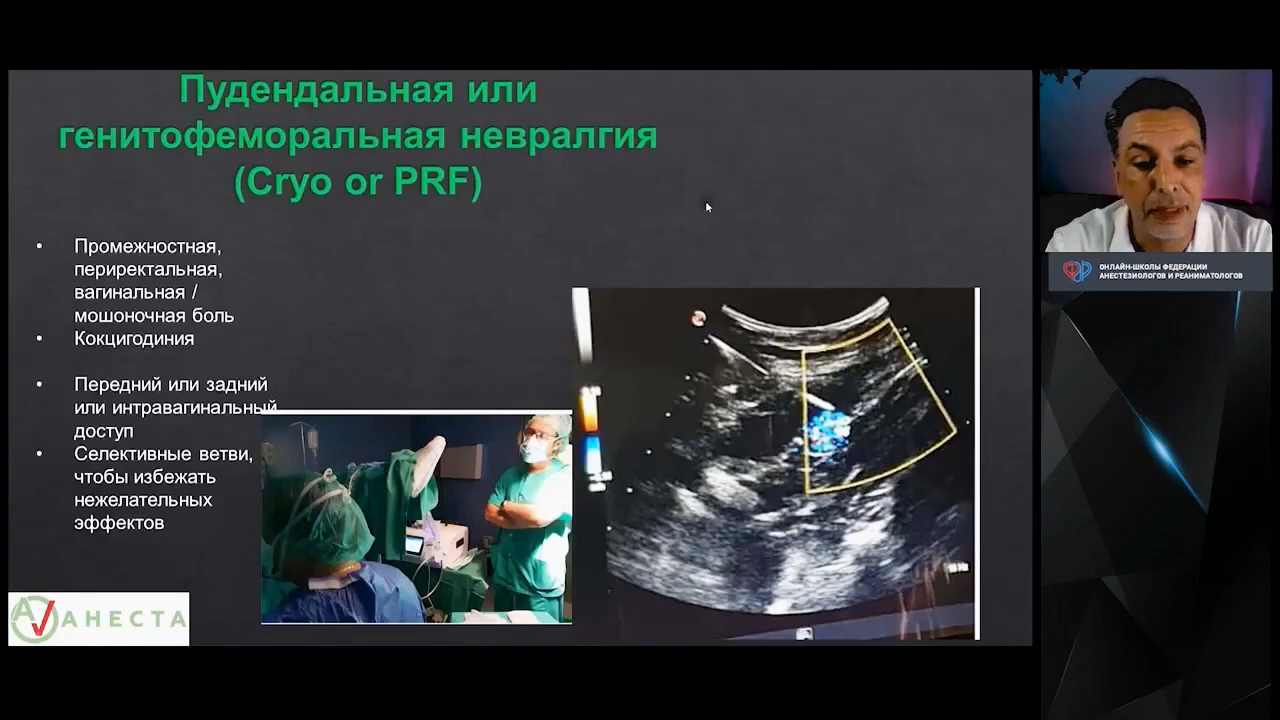 Пудендальная или
генитофеморальная невралгия
(Cryo or PRF)
• Промежностная,
периректальная,
вагинальная /
мошоночная боль
• Кокцигодиния
• Передний или задний
или интравагинальный
доступ
• Селективные ветви,
чтобы избежать
нежелательных
эффектов
АНЕСТА
ОНЛАЙН-ШКОЛЫ ФЕДЕРАЦИИ
АНЕСТЕЗИОЛОГОВ И РЕАНИМАТОЛОГОВ